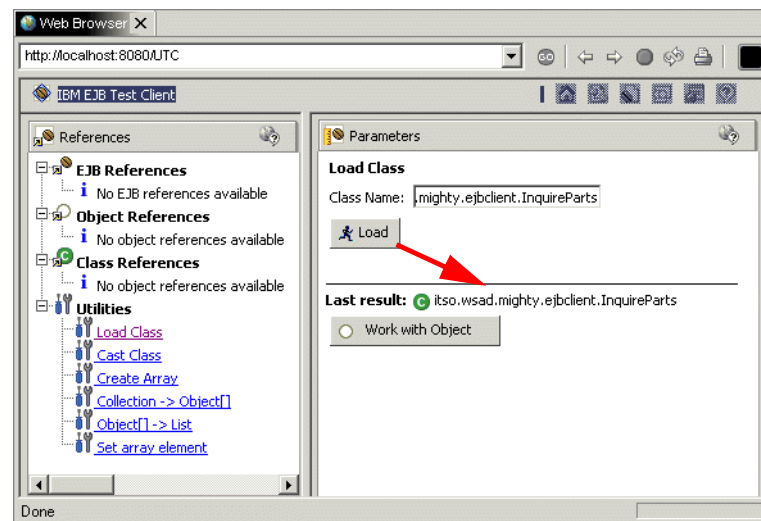 Web Browser
http://localhost:8080/UTC
IBM EJB Test Client
References
EJB References
No EJB references available
Object References
No object references available
Class References
No object references available
Utilities
Load Class
Cast Class
Create Array
Collection -> Object[]
Object[] -> List
Set array element
Parameters
Load Class
Class Name: .mighty.ejbclient.InquireParts
Load
Last result: itso.wsad.mighty.ejbclient.InquireParts
Work with Object
Done